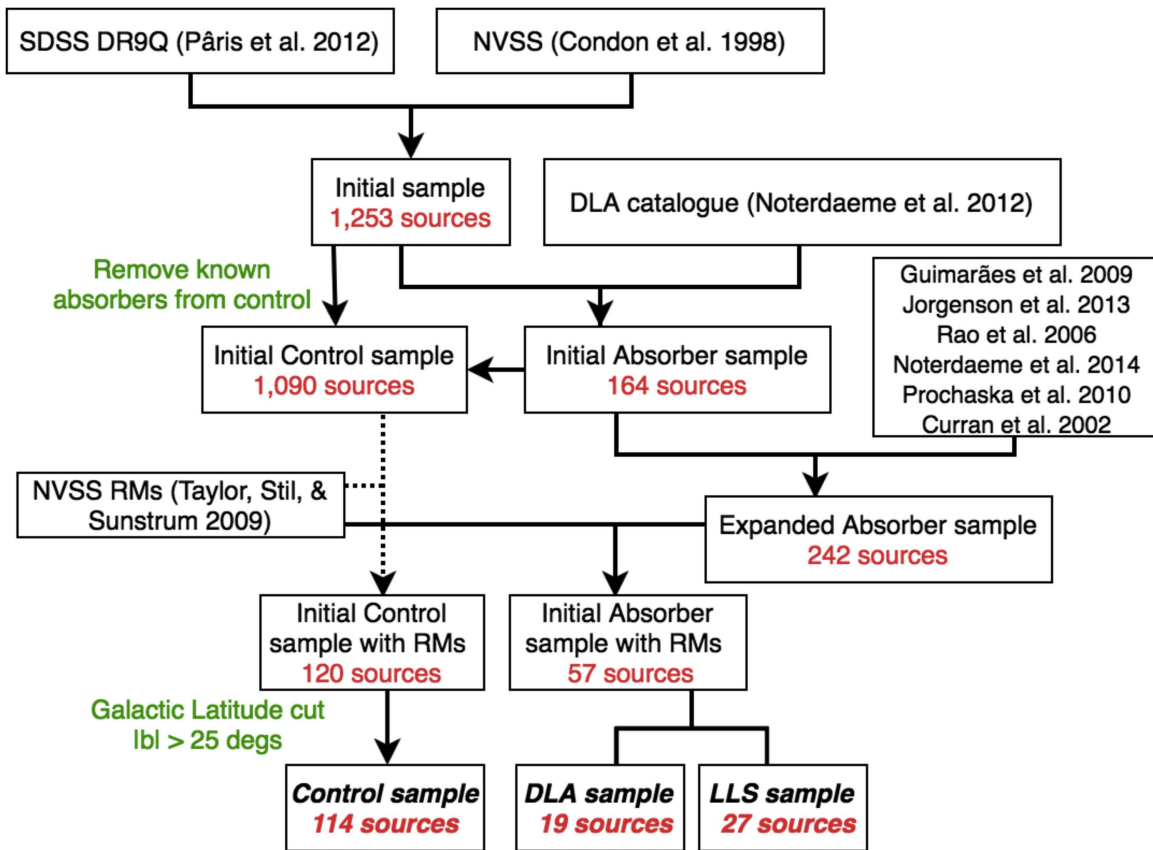 SDSS DR9Q (Pâris et al. 2012)
NVSS (Condon et al. 1998)
Initial sample
1,253 sources
DLA catalogue (Noterdaeme et al. 2012)
Remove known
absorbers from control
Guimarães et al. 2009
Jorgenson et al. 2013
Rao et al. 2006
Noterdaeme et al. 2014
Prochaska et al. 2010
Curran et al. 2002
Initial Control sample
1,090 sources
Initial Absorber sample
164 sources
NVSS RMs (Taylor, Stil, &
Sunstrum 2009)
Expanded Absorber sample
242 sources
Initial Control
sample with RMs
120 sources
Initial Absorber
sample with RMs
57 sources
Galactic Latitude cut
lbl > 25 degs
Control sample
114 sources
DLA sample
19 sources
LLS sample
27 sources